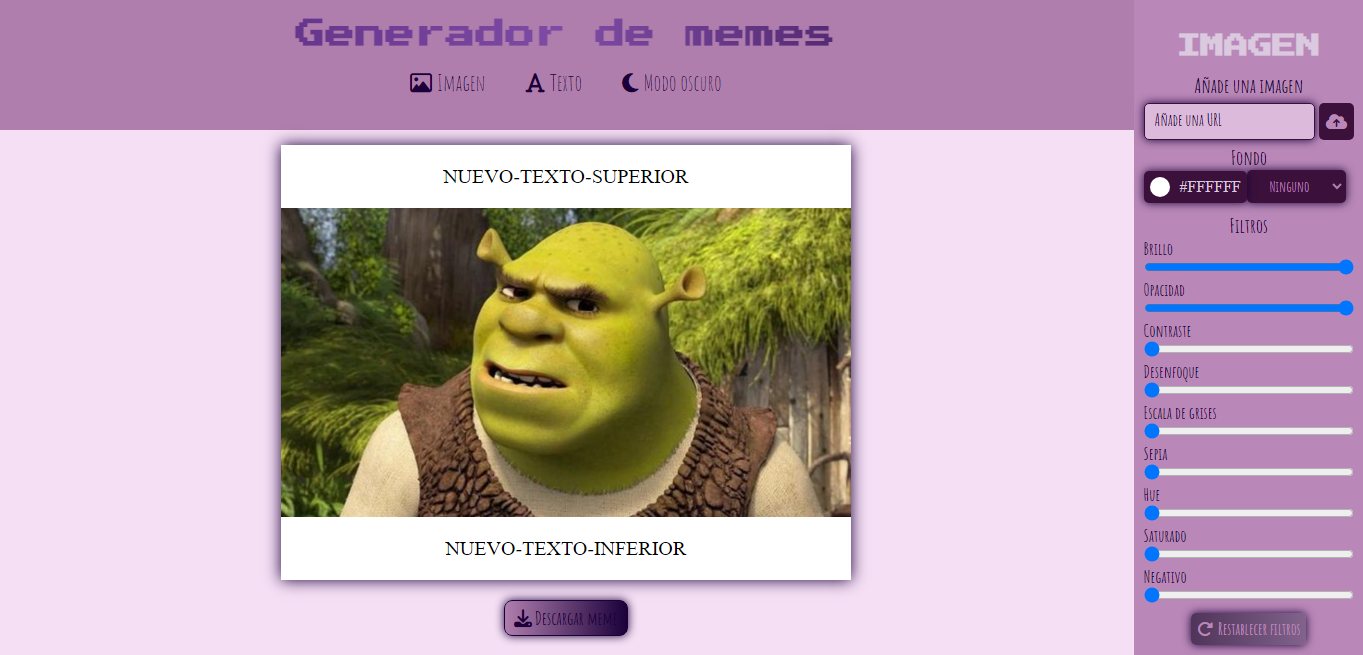 Generador de memes
Imagen
Texto
Modo oscuro
NUEVO-TEXTO-SUPERIOR
NUEVO-TEXTO-INFERIOR
Descargar meme
IMAGEN
Añade una imagen
Añade una URL
Fondo
#FFFFFF
Ninguno
Filtros
Brillo
Opacidad
Contraste
Desenfoque
Escala de grises
Sepia
Hue
Saturado
Negativo
Restablecer filtros